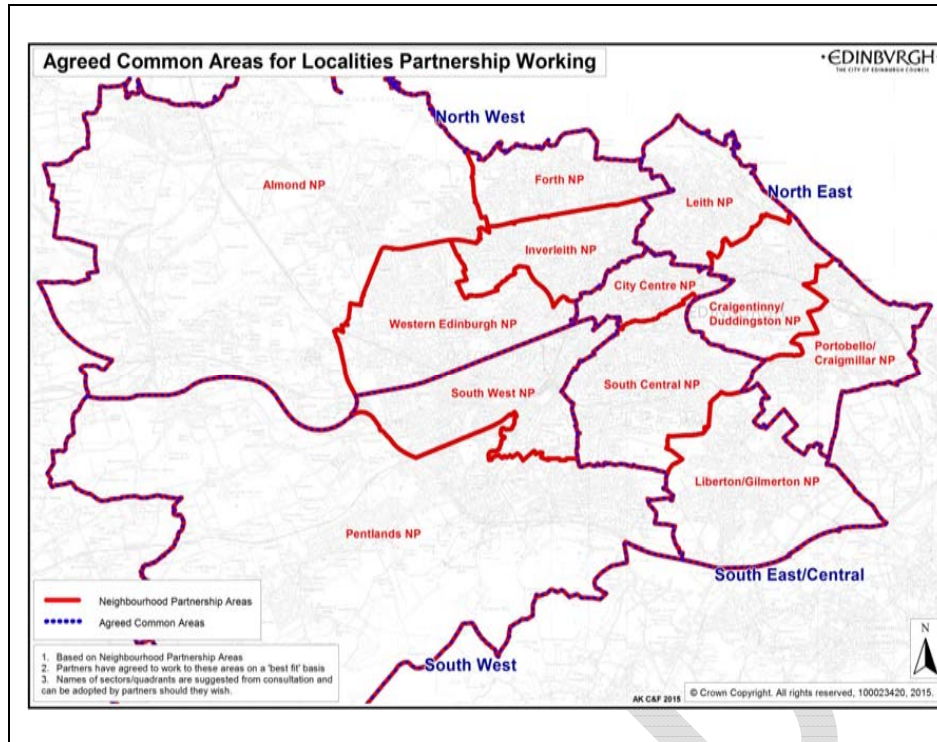 Agreed Common Areas for Localities Partnership Working
·EDINBVRGH·
THE CITY OF EDINBURGH COUNCIL
North West
Almond NP
Forth NP
North East
Leith NP
Inverleith NP
City Centre NP
Craigentinny/
Duddingston NP
Western Edinburgh NP
Portobello/
Craigmillar NP
South West NP
South Central NP
Liberton/Gilmerton NP
Pentlands NP
South East/Central
South West
Neighbourhood Partnership Areas
Agreed Common Areas
1. Based on Neighbourhood Partnership Areas
2. Partners have agreed to work to these areas on a 'best fit' basis
3. Names of sectors/quadrants are suggested from consultation and
can be adopted by partners should they wish.
N
AK C&F 2015
© Crown Copyright. All rights reserved, 100023420, 2015.